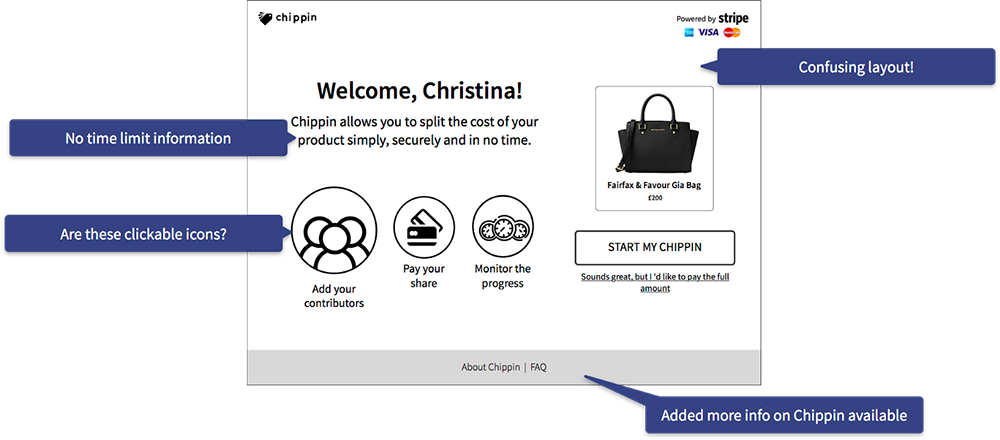 chippin
Powered by stripe
VISA
Confusing layout!
Welcome, Christina!
Chippin allows you to split the cost of your
product simply, securely and in no time.
No time limit information
Fairfax & Favour Gia Bag
£200
Are these clickable icons?
Add your
contributors
Pay your
share
Monitor the
progress
START MY CHIPPIN
Sounds great, but I 'd like to pay the full
amount
About Chippin | FAQ
Added more info on Chippin available